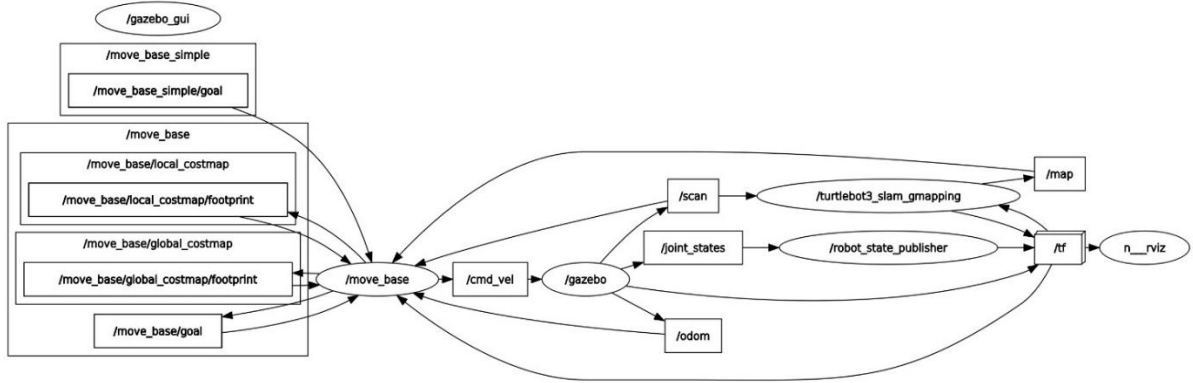 /gazebo_gui
/move_base_simple
/move_base_simple/goal
/move_base
/move_base/local_costmap
/move_base/local_costmap/footprint
/move_base/global_costmap
/move_base/global_costmap/footprint
/move_base/goal
/move_base
/cmd_vel
/gazebo
/scan
/joint_states
/odom
/turtlebot3_slam_gmapping
/robot_state_publisher
/map
/tf
n___rviz